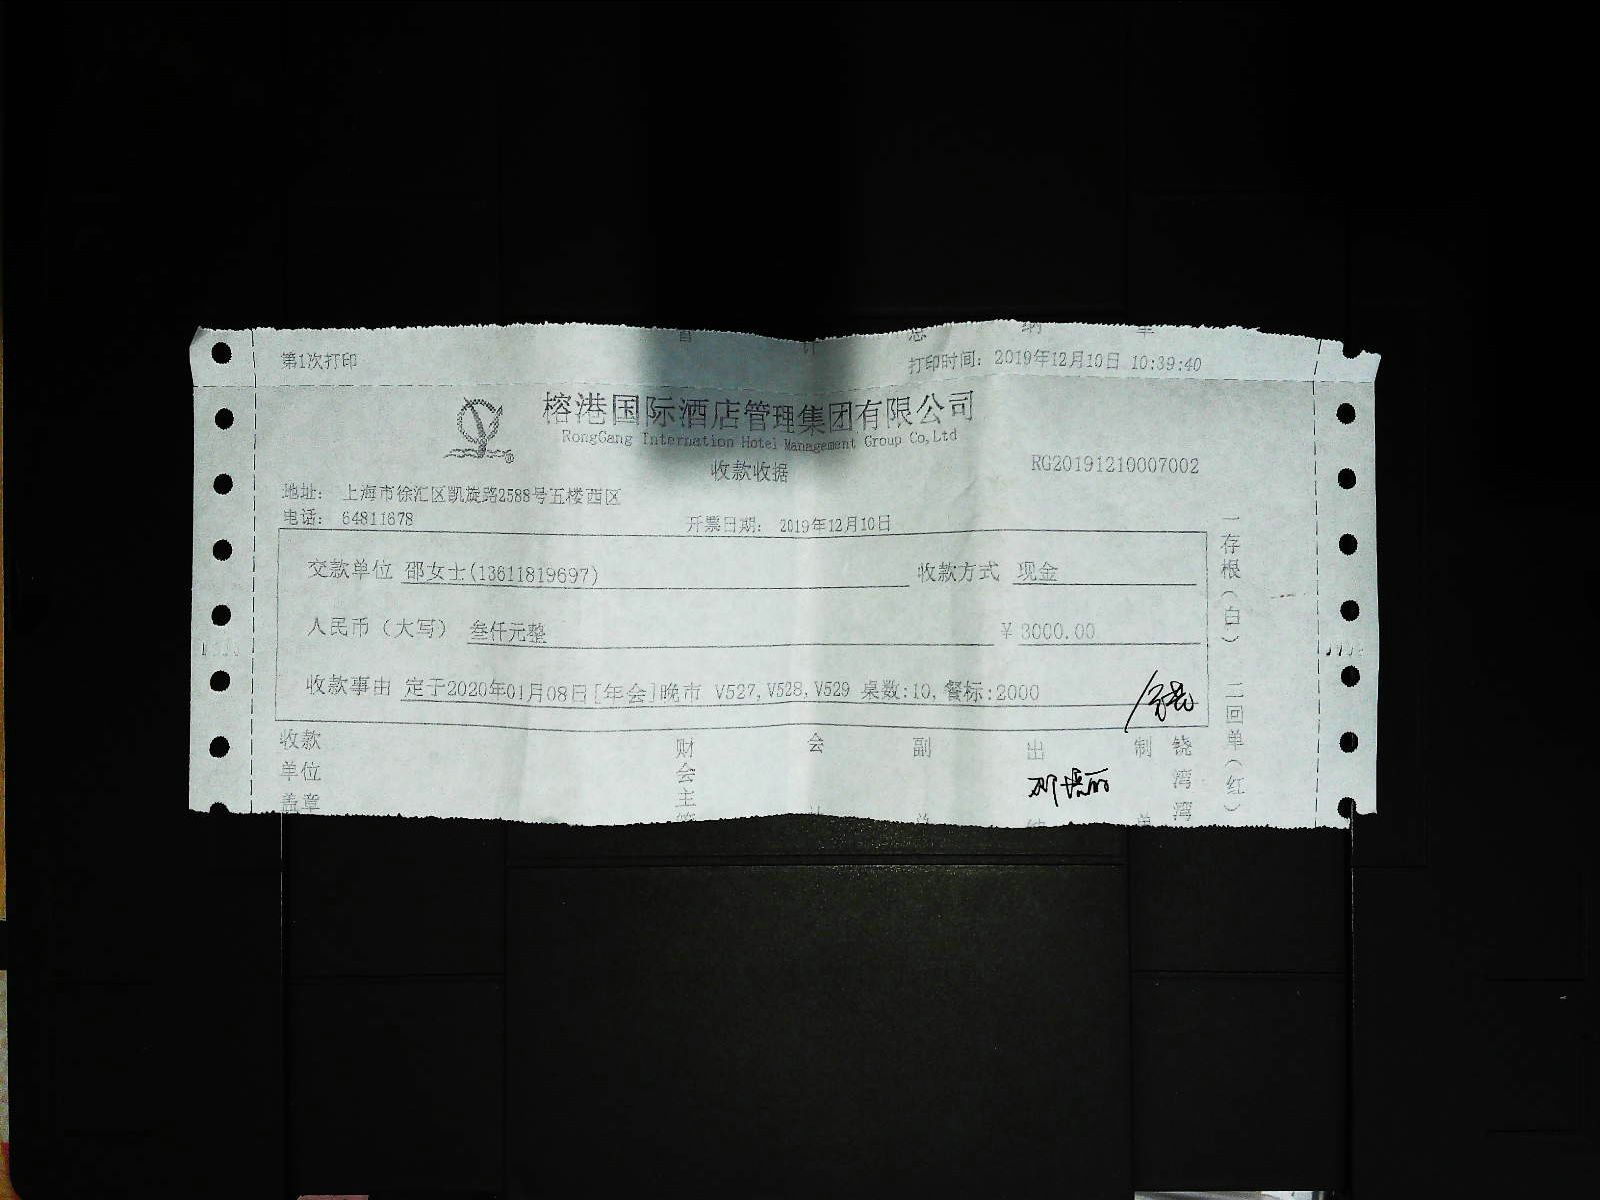 第1次打印
打印时间： 2019年12月10日 10:39:40
榕港国际酒店管理集团有限公司
RongGang Internation Hotel Management Group Co,Ltd
收款收据
RG20191210007002
地址： 上海市徐汇区凯旋路2588号五楼西区
电话： 64811678
开票日期： 2019年12月10日
交款单位 邵女士(13611819697) 收款方式 现金
人民币（大写） 叁仟元整 ￥ 3000.00
收款事由 定于2020年01月08日[年会]晚市 V527,V528,V529 桌数:10,餐标:2000
收款单位盖章
财会主管
会
副
出
制
饶湾湾
一存根（白）
二回单（红）